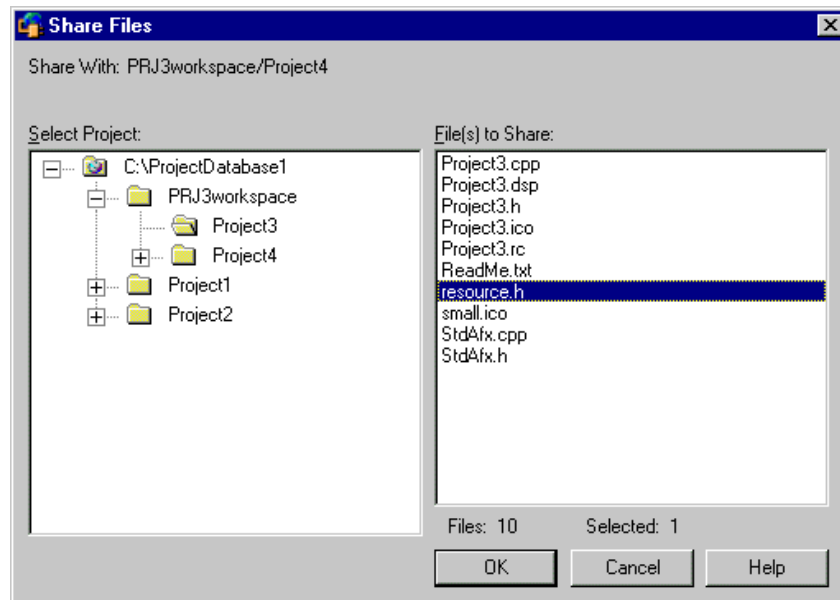 Share Files
Share With: PRJ3workspace/Project4
Select Project:
C:\ProjectDatabase1
PRJ3workspace
Project3
Project4
Project1
Project2
File(s) to Share:
Project3.cpp
Project3.dsp
Project3.h
Project3.ico
Project3.rc
ReadMe.txt
resource.h
small.ico
StdAfx.cpp
StdAfx.h
Files: 10 Selected: 1
OK Cancel Help